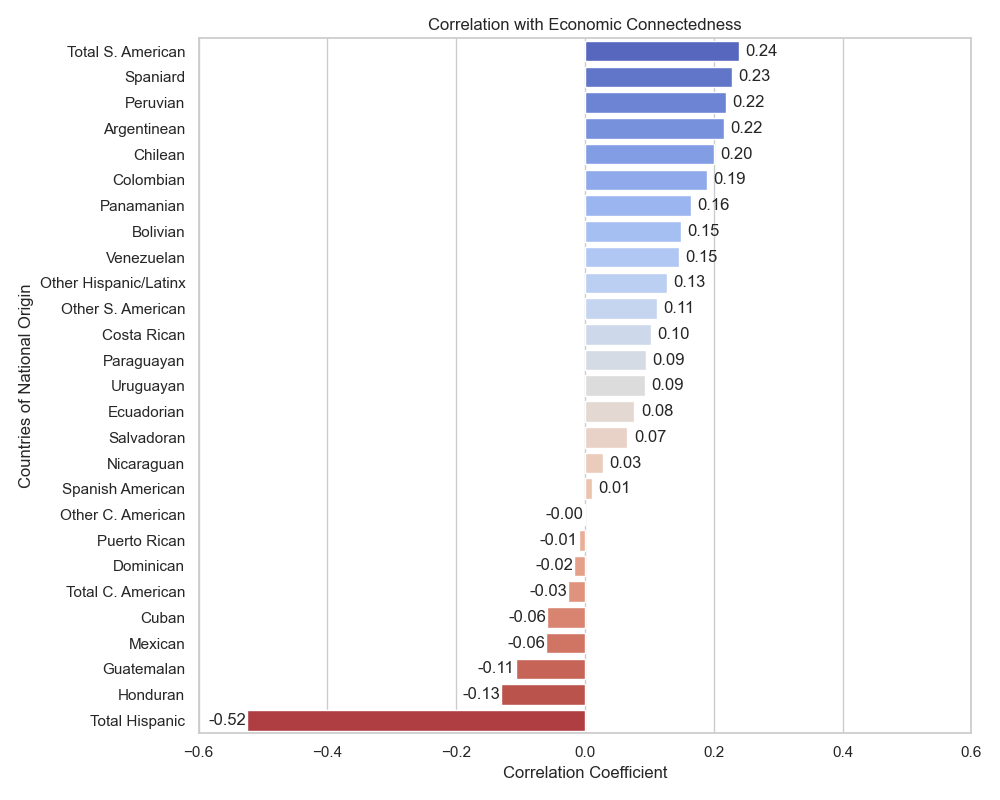 Correlation with Economic Connectedness
Countries of National Origin
Total S. American 0.24
Spaniard 0.23
Peruvian 0.22
Argentinean 0.22
Chilean 0.20
Colombian 0.19
Panamanian 0.16
Bolivian 0.15
Venezuelan 0.15
Other Hispanic/Latinx 0.13
Other S. American 0.11
Costa Rican 0.10
Paraguayan 0.09
Uruguayan 0.09
Ecuadorian 0.08
Salvadoran 0.07
Nicaraguan 0.03
Spanish American 0.01
Other C. American -0.00
Puerto Rican -0.01
Dominican -0.02
Total C. American -0.03
Cuban -0.06
Mexican -0.06
Guatemalan -0.11
Honduran -0.13
Total Hispanic -0.52
−0.6 −0.4 −0.2 0.0 0.2 0.4 0.6
Correlation Coefficient